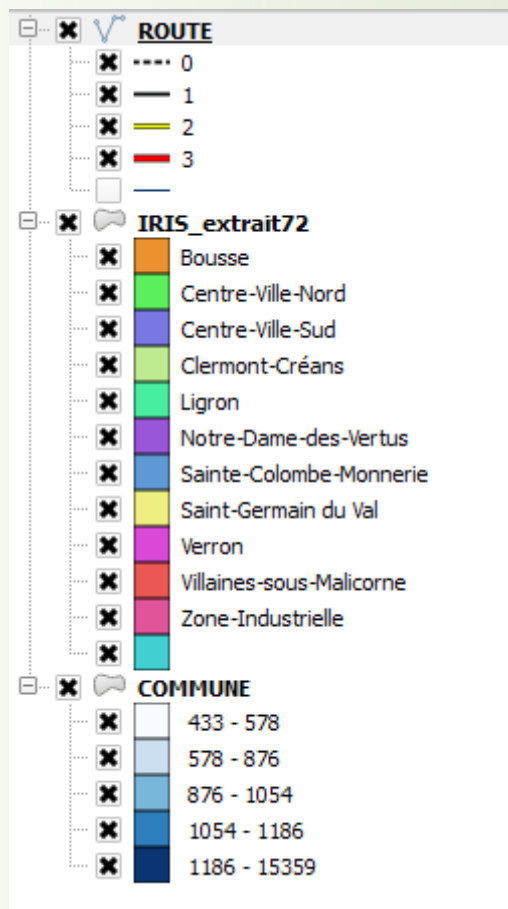 ROUTE
0
1
2
3
IRIS_extrait72
Bousse
Centre-Ville-Nord
Centre-Ville-Sud
Clermont-Créans
Ligron
Notre-Dame-des-Vertus
Sainte-Colombe-Monnerie
Saint-Germain du Val
Verron
Villaines-sous-Malicorne
Zone-Industrielle
COMMUNE
433 - 578
578 - 876
876 - 1054
1054 - 1186
1186 - 15359